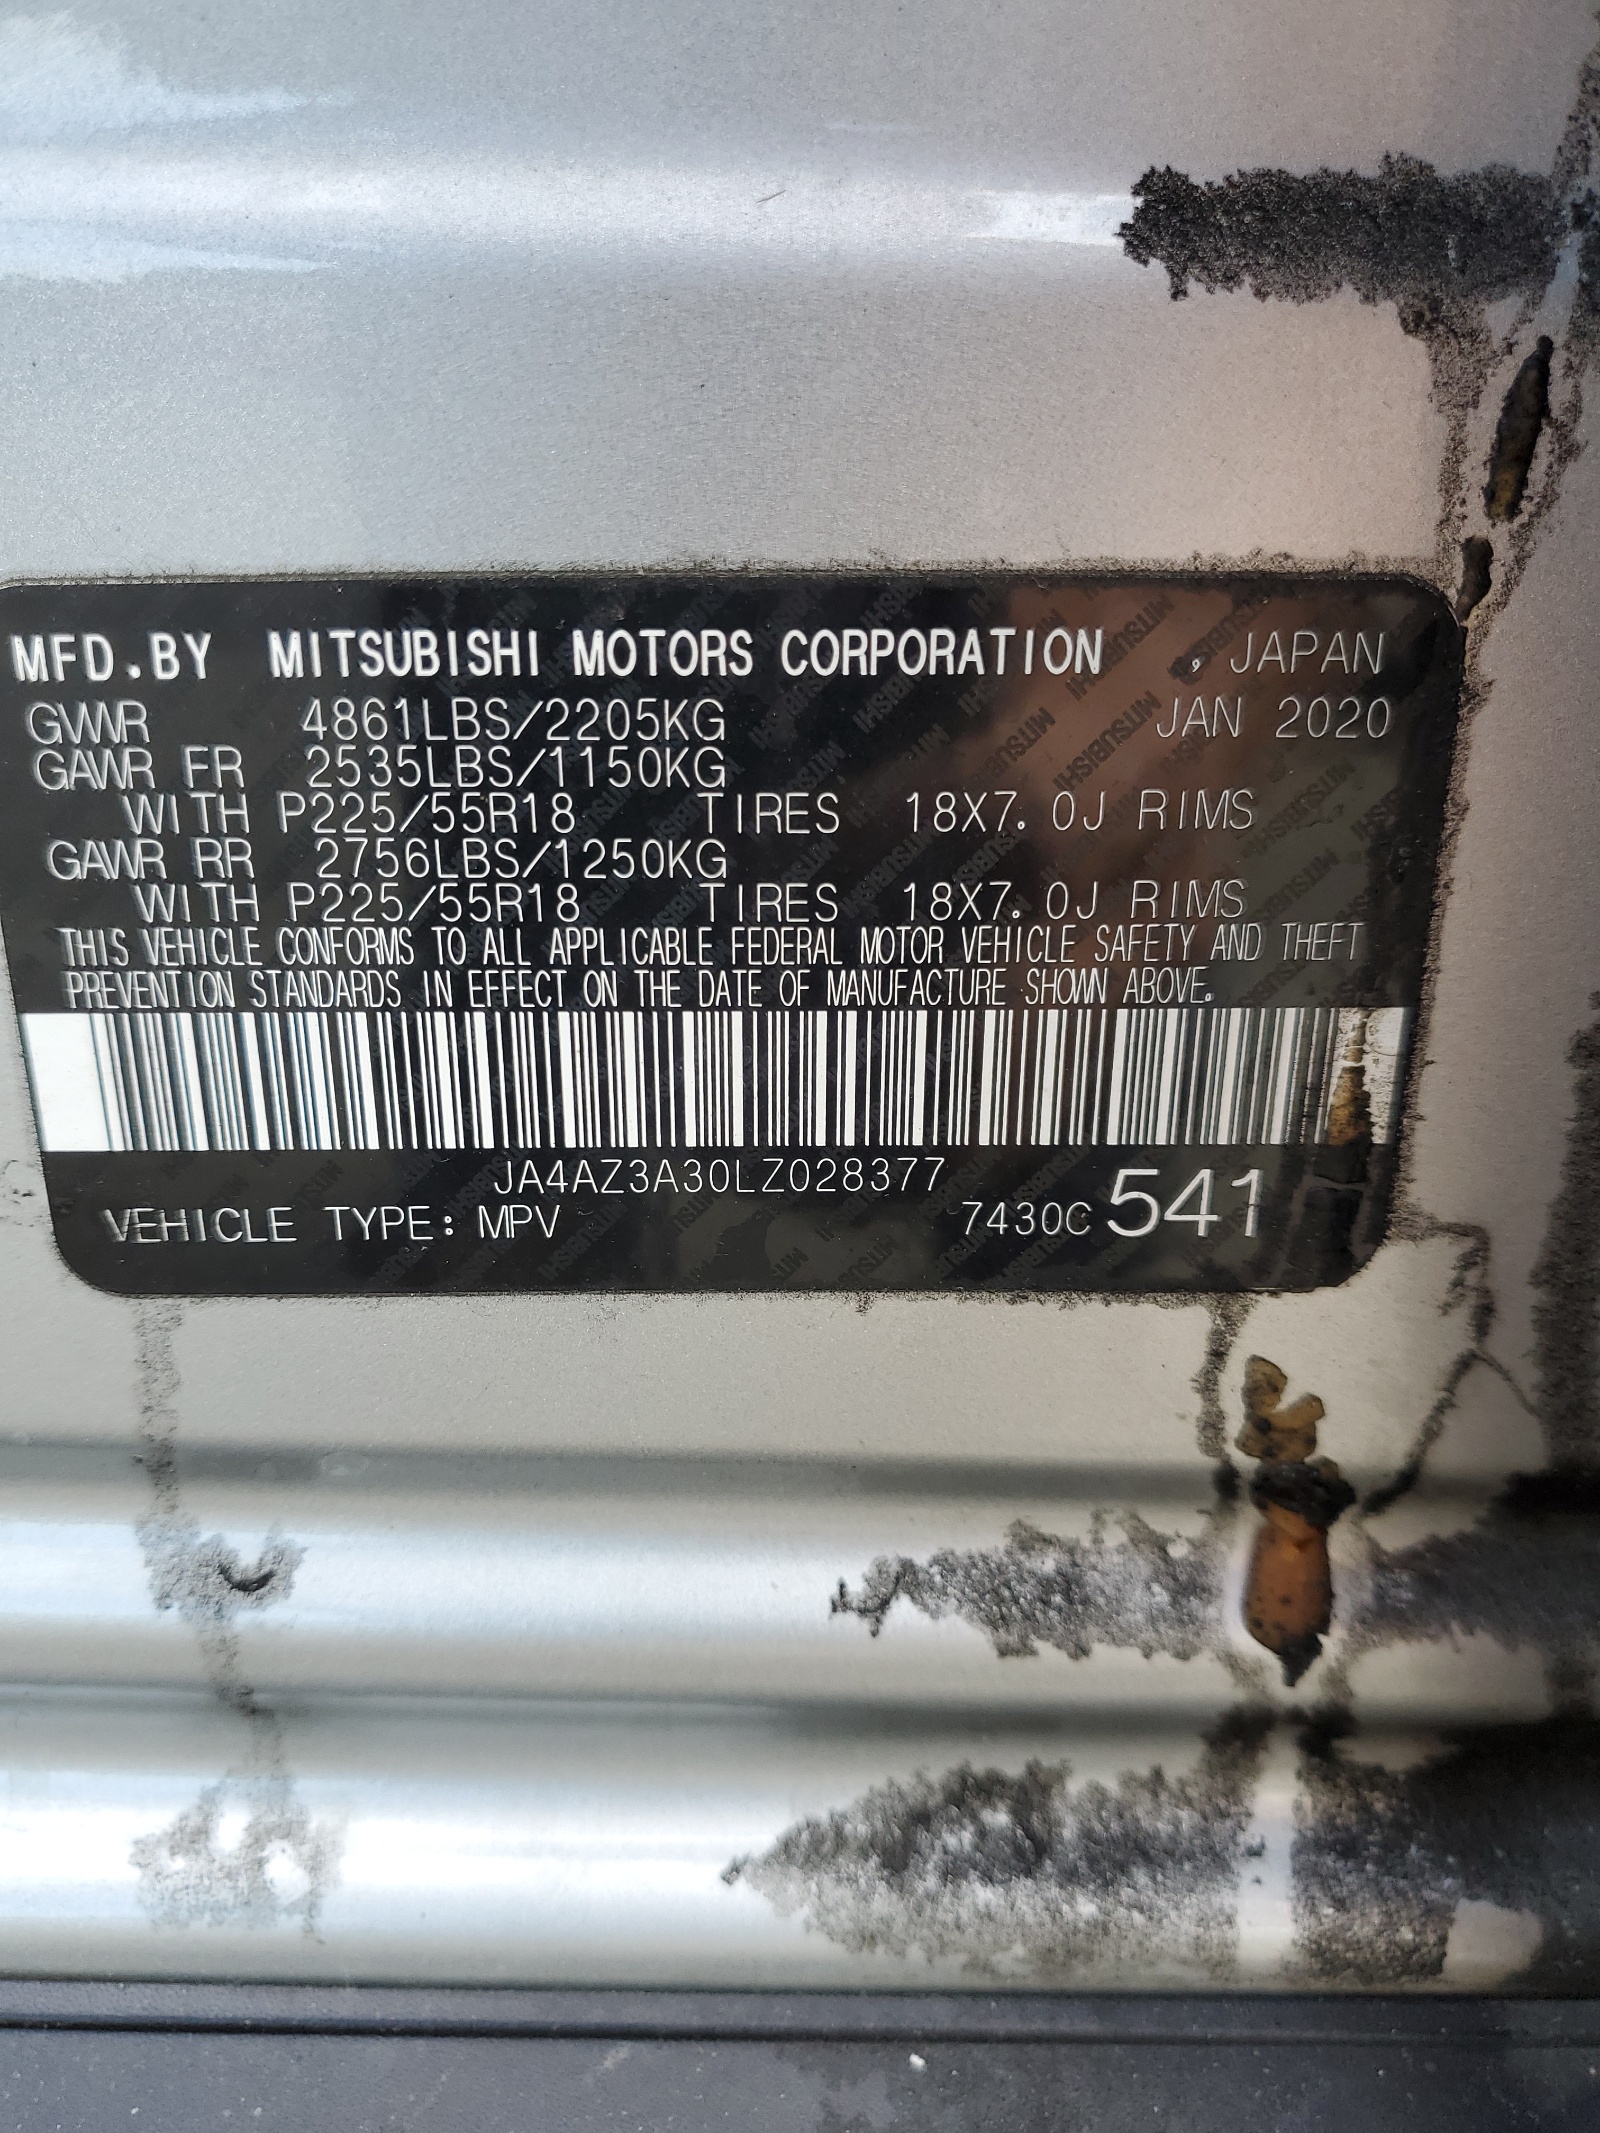 MFD.BY MITSUBISHI MOTORS CORPORATION , JAPAN
GVWR 4861LBS/2205KG JAN 2020
GAWR FR 2535LBS/1150KG
WITH P225/55R18 TIRES 18X7.0J RIMS
GAWR RR 2756LBS/1250KG
WITH P225/55R18 TIRES 18X7.0J RIMS
THIS VEHICLE CONFORMS TO ALL APPLICABLE FEDERAL MOTOR VEHICLE SAFETY AND THEFT
PREVENTION STANDARDS IN EFFECT ON THE DATE OF MANUFACTURE SHOWN ABOVE.
JA4AZ3A30LZ028377
VEHICLE TYPE: MPV 7430C 541